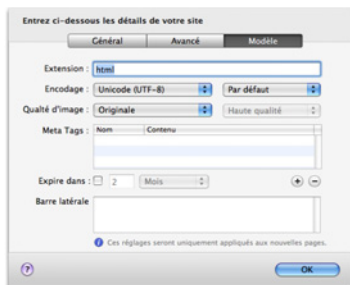 Entrez ci-dessous les détails de votre site
Général Avancé Modèle
Extension : html
Encodage : Unicode (UTF-8) Par défaut
Qualté d'image : Originale Haute qualité
Meta Tags : Nom Contenu
Expire dans : 2 Mois
Barre latérale
Ces réglages seront uniquement appliqués aux nouvelles pages.
? OK